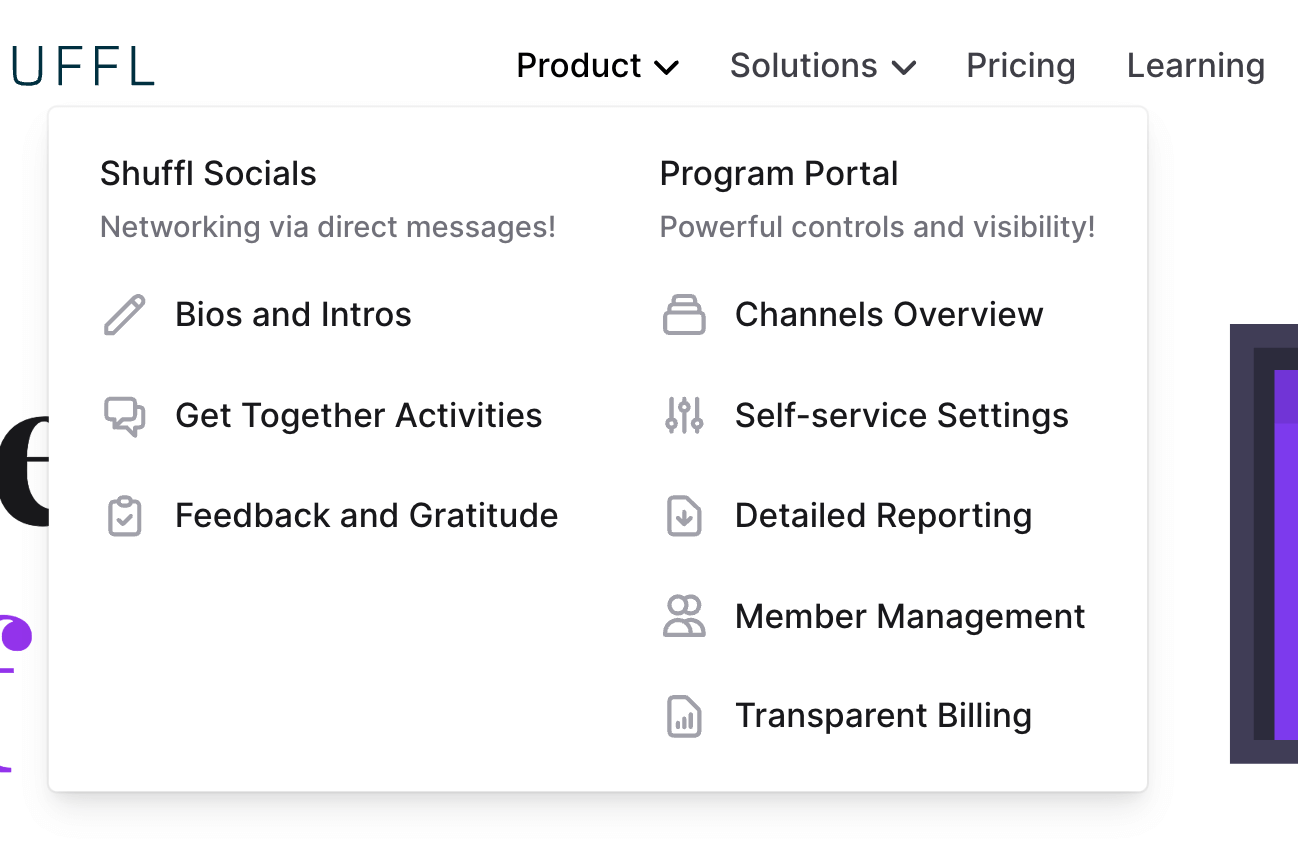 UFFL
Product
Solutions
Pricing
Learning
Shuffl Socials
Networking via direct messages!
Bios and Intros
Get Together Activities
Feedback and Gratitude
Program Portal
Powerful controls and visibility!
Channels Overview
Self-service Settings
Detailed Reporting
Member Management
Transparent Billing
e
f